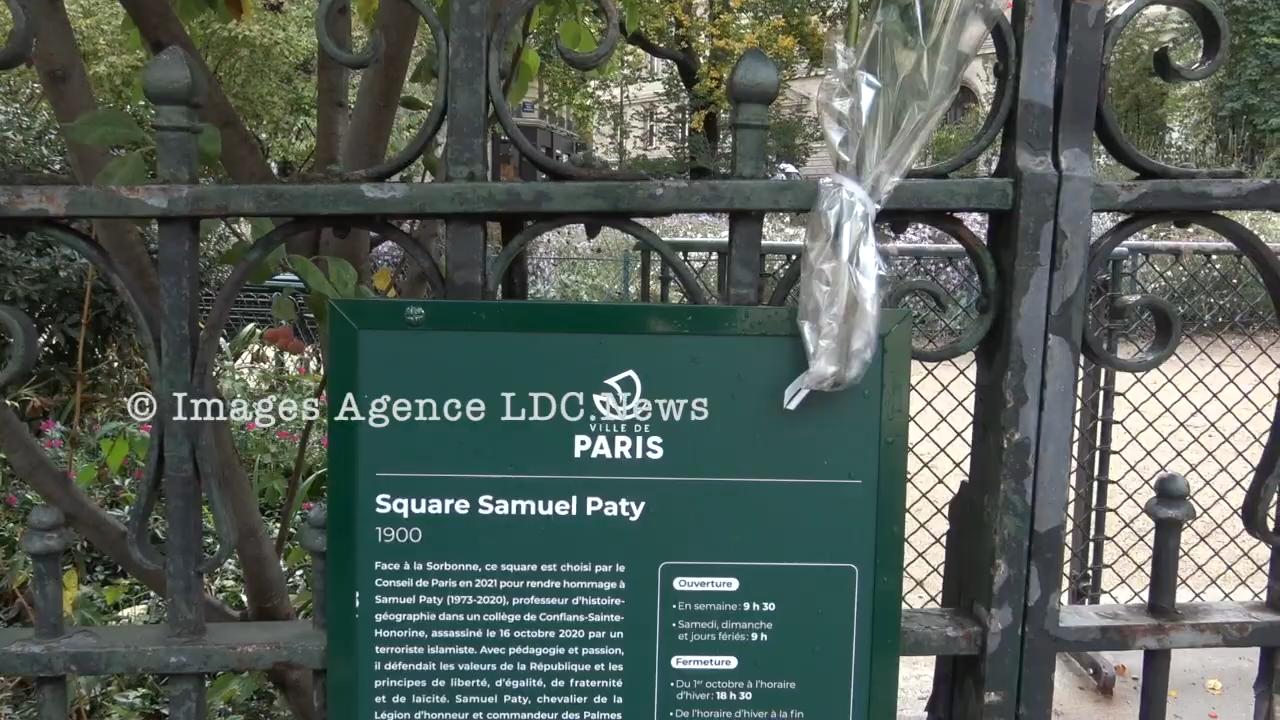 © Images Agence LDC.News
VILLE DE
PARIS
Square Samuel Paty
1900
Face à la Sorbonne, ce square est choisi par le
Conseil de Paris en 2021 pour rendre hommage à
Samuel Paty (1973-2020), professeur d'histoire-
géographie dans un collège de Conflans-Sainte-
Honorine, assassiné le 16 octobre 2020 par un
terroriste islamiste. Avec pédagogie et passion,
il défendait les valeurs de la République et les
principes de liberté, d'égalité, de fraternité
et de laïcité. Samuel Paty, chevalier de la
Légion d'honneur et commandeur des Palmes
Ouverture
• En semaine : 9 h 30
• Samedi, dimanche
et jours fériés : 9 h
Fermeture
• Du 1er octobre à l'horaire
d'hiver : 18 h 30
• De l'horaire d'hiver à la fin